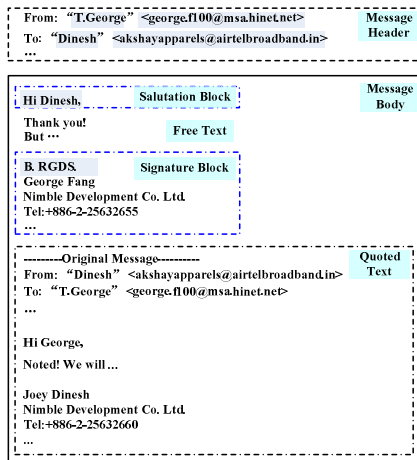 From: “T.George” <george.f100@msa.hinet.net>
Message Header
To: “Dinesh” <akshayapparels@airtelbroadband.in>
...
Message Body
Hi Dinesh,
Salutation Block
Thank you!
But ···
Free Text
B. RGDS.
Signature Block
George Fang
Nimble Development Co. Ltd.
Tel:+886-2-25632655
...
---------Original Message----------
Quoted Text
From: “Dinesh” <akshayapparels@airtelbroadband.in>
To: “T.George” <george.f100@msa.hinet.net>
...
Hi George,
Noted! We will ...
Joey Dinesh
Nimble Development Co. Ltd.
Tel:+886-2-25632660
...